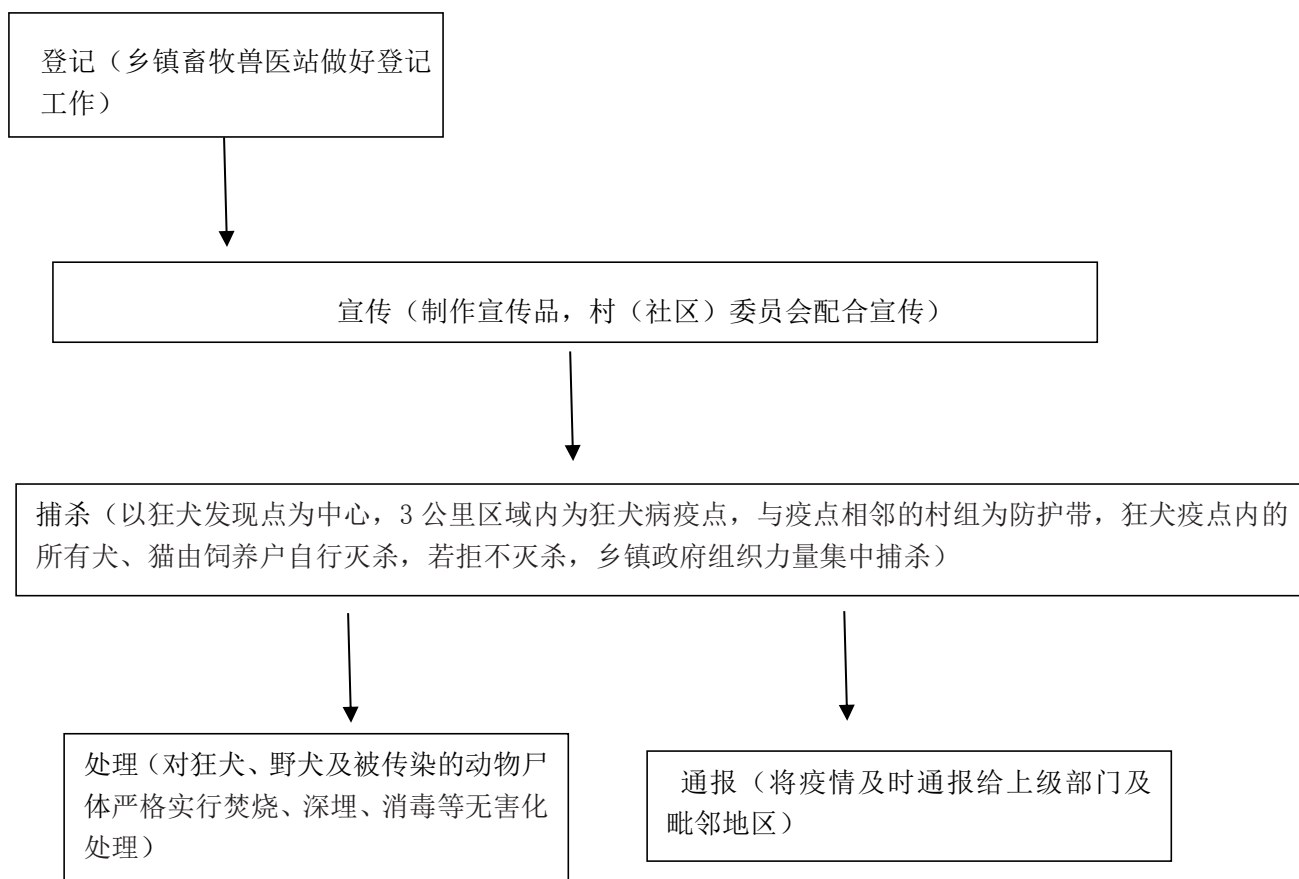 登记（乡镇畜牧兽医站做好登记
工作）
宣传（制作宣传品，村（社区）委员会配合宣传）
捕杀（以狂犬发现点为中心，3 公里区域内为狂犬病疫点，与疫点相邻的村组为防护带，狂犬疫点内的
所有犬、猫由饲养户自行灭杀，若拒不灭杀，乡镇政府组织力量集中捕杀）
处理（对狂犬、野犬及被传染的动物尸
体严格实行焚烧、深埋、消毒等无害化
处理）
通报（将疫情及时通报给上级部门及
毗邻地区）